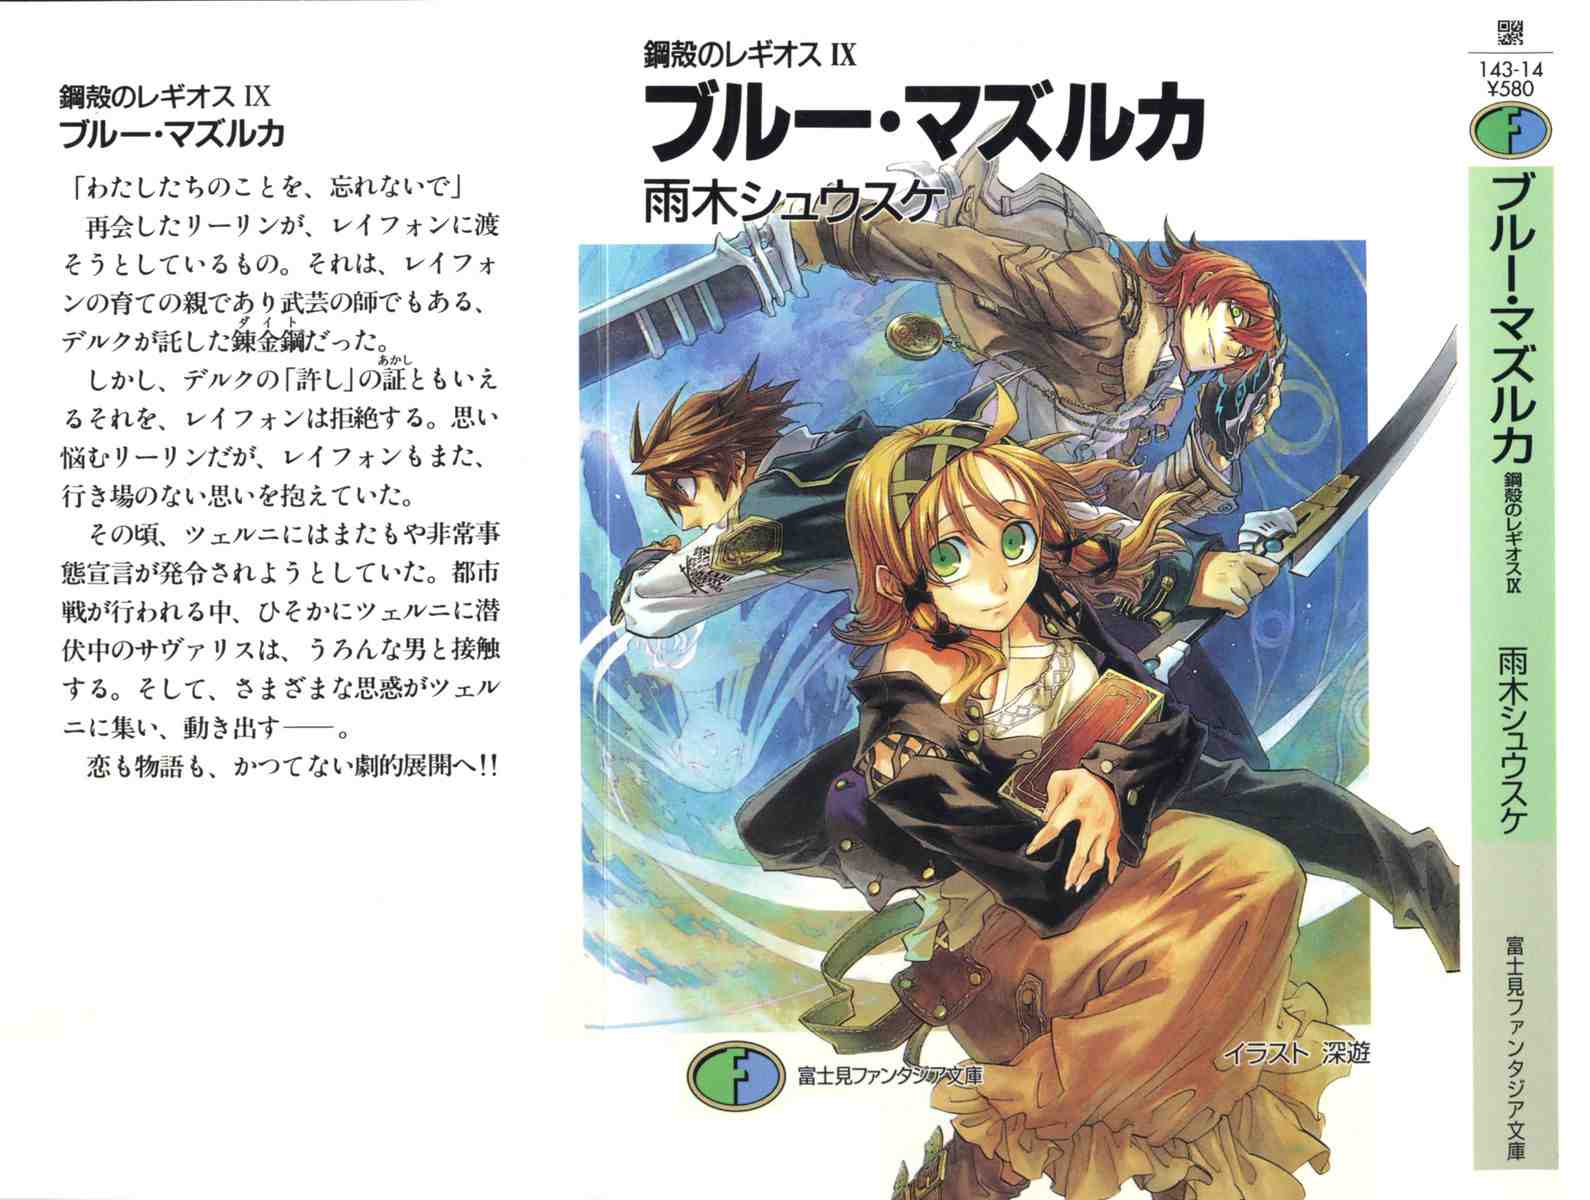 鋼殻のレギオス IX
ブルー・マズルカ
「わたしたちのことを、忘れないで」
再会したリーリンが、レイフォンに渡
そうとしているもの。それは、レイフォ
ンの育ての親であり武芸の師でもある、
ダイト
デルクが託した錬金鋼だった。
あかし
しかし、デルクの「許し」の証ともいえ
るそれを、レイフォンは拒絶する。思い
悩むリーリンだが、レイフォンもまた、
行き場のない思いを抱えていた。
その頃、ツェルニにはまたもや非常事
態宣言が発令されようとしていた。都市
戦が行われる中、ひそかにツェルニに潜
伏中のサヴァリスは、うろんな男と接触
する。そして、さまざまな思惑がツェル
ニに集い、動き出す――。
恋も物語も、かつてない劇的展開へ!!
鋼殻のレギオス IX
ブルー・マズルカ
雨木シュウスケ
イラスト 深遊
F
富士見ファンタジア文庫
143-14
¥580
F
ブルー・マズルカ
鋼殻のレギオスⅨ
雨木シュウスケ
富士見ファンタジア文庫